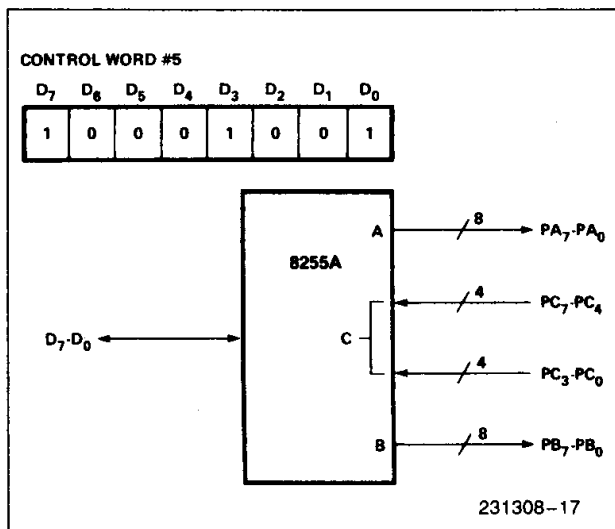 CONTROL WORD #5
D7 D6 D5 D4 D3 D2 D1 D0
1 0 0 0 1 0 0 1
A 8 PA7-PA0
8255A
4 PC7-PC4
D7-D0 C
4 PC3-PC0
B 8 PB7-PB0
231308-17